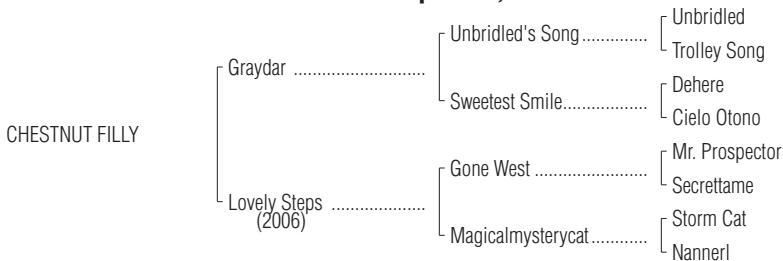 Unbridled
Unbridled's Song ..............
Trolley Song
Graydar ............................
Dehere
Sweetest Smile..................
Cielo Otono
CHESTNUT FILLY
Mr. Prospector
Gone West ........................
Secrettame
Lovely Steps ....................
(2006)
Storm Cat
Magicalmysterycat............
Nannerl